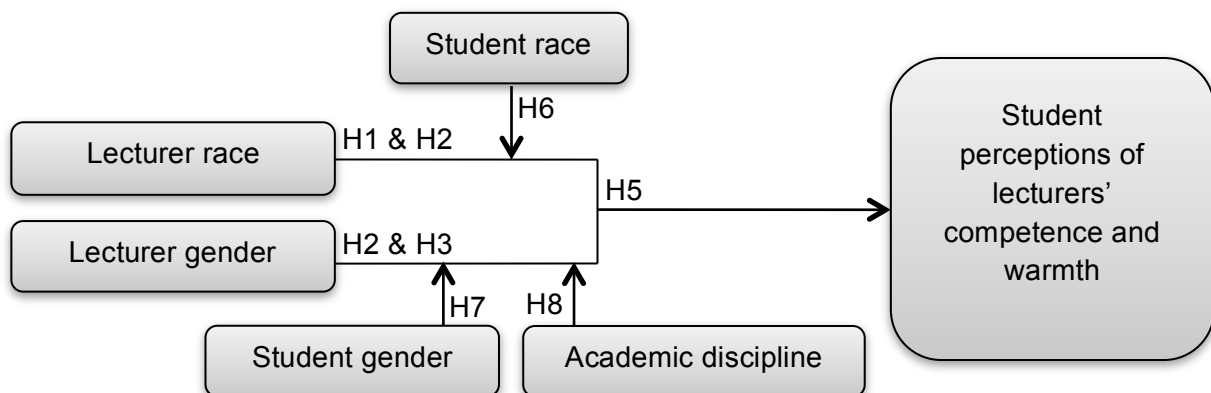 Student race
H6
Lecturer race
H1 & H2
H5
Lecturer gender
H2 & H3
H7
H8
Student gender
Academic discipline
Student
perceptions of
lecturers’
competence and
warmth